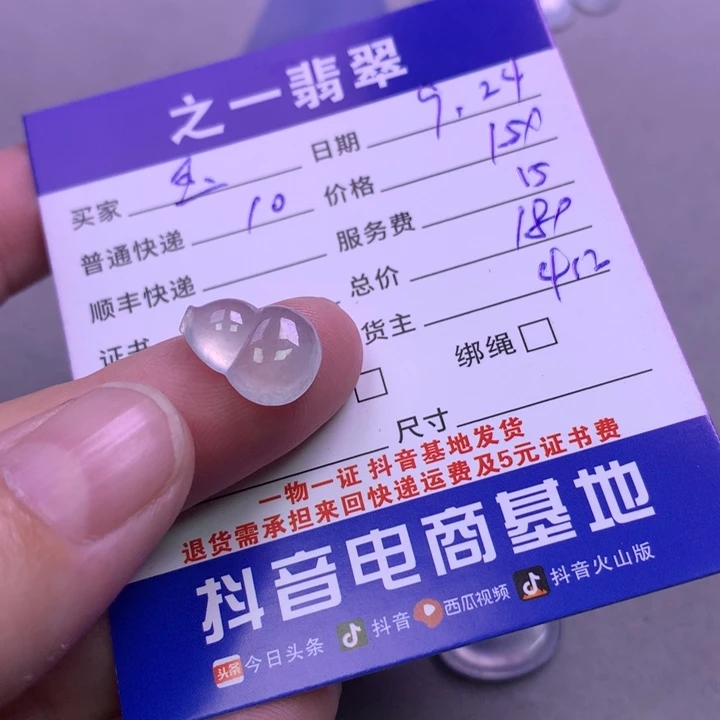 之一翡翠
日期 9.24
买家
价格 150
普通快递 10
服务费 15
顺丰快递
总价 180
证书
货主
绑绳
尺寸
一物一证 抖音基地发货
退货需承担来回快递运费及5元证书费
抖音电商基地
头条 今日头条 抖音 西瓜视频 抖音火山版